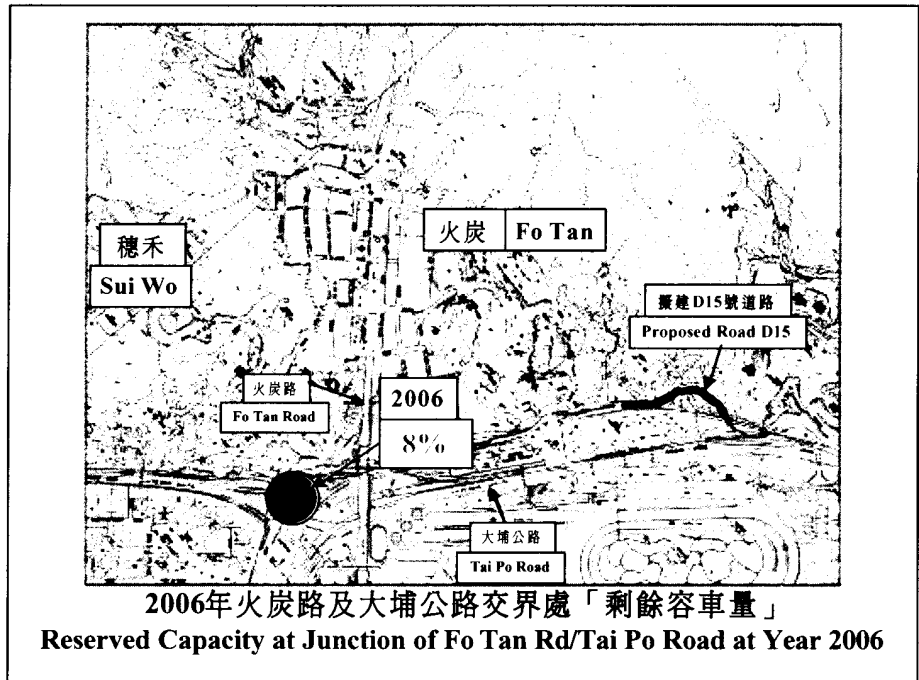 穗禾
Sui Wo
火炭 Fo Tan
擬建D15號道路
Proposed Road D15
火炭路
Fo Tan Road
2006
8%
大埔公路
Tai Po Road
2006年火炭路及大埔公路交界處「剩餘容車量」
Reserved Capacity at Junction of Fo Tan Rd/Tai Po Road at Year 2006